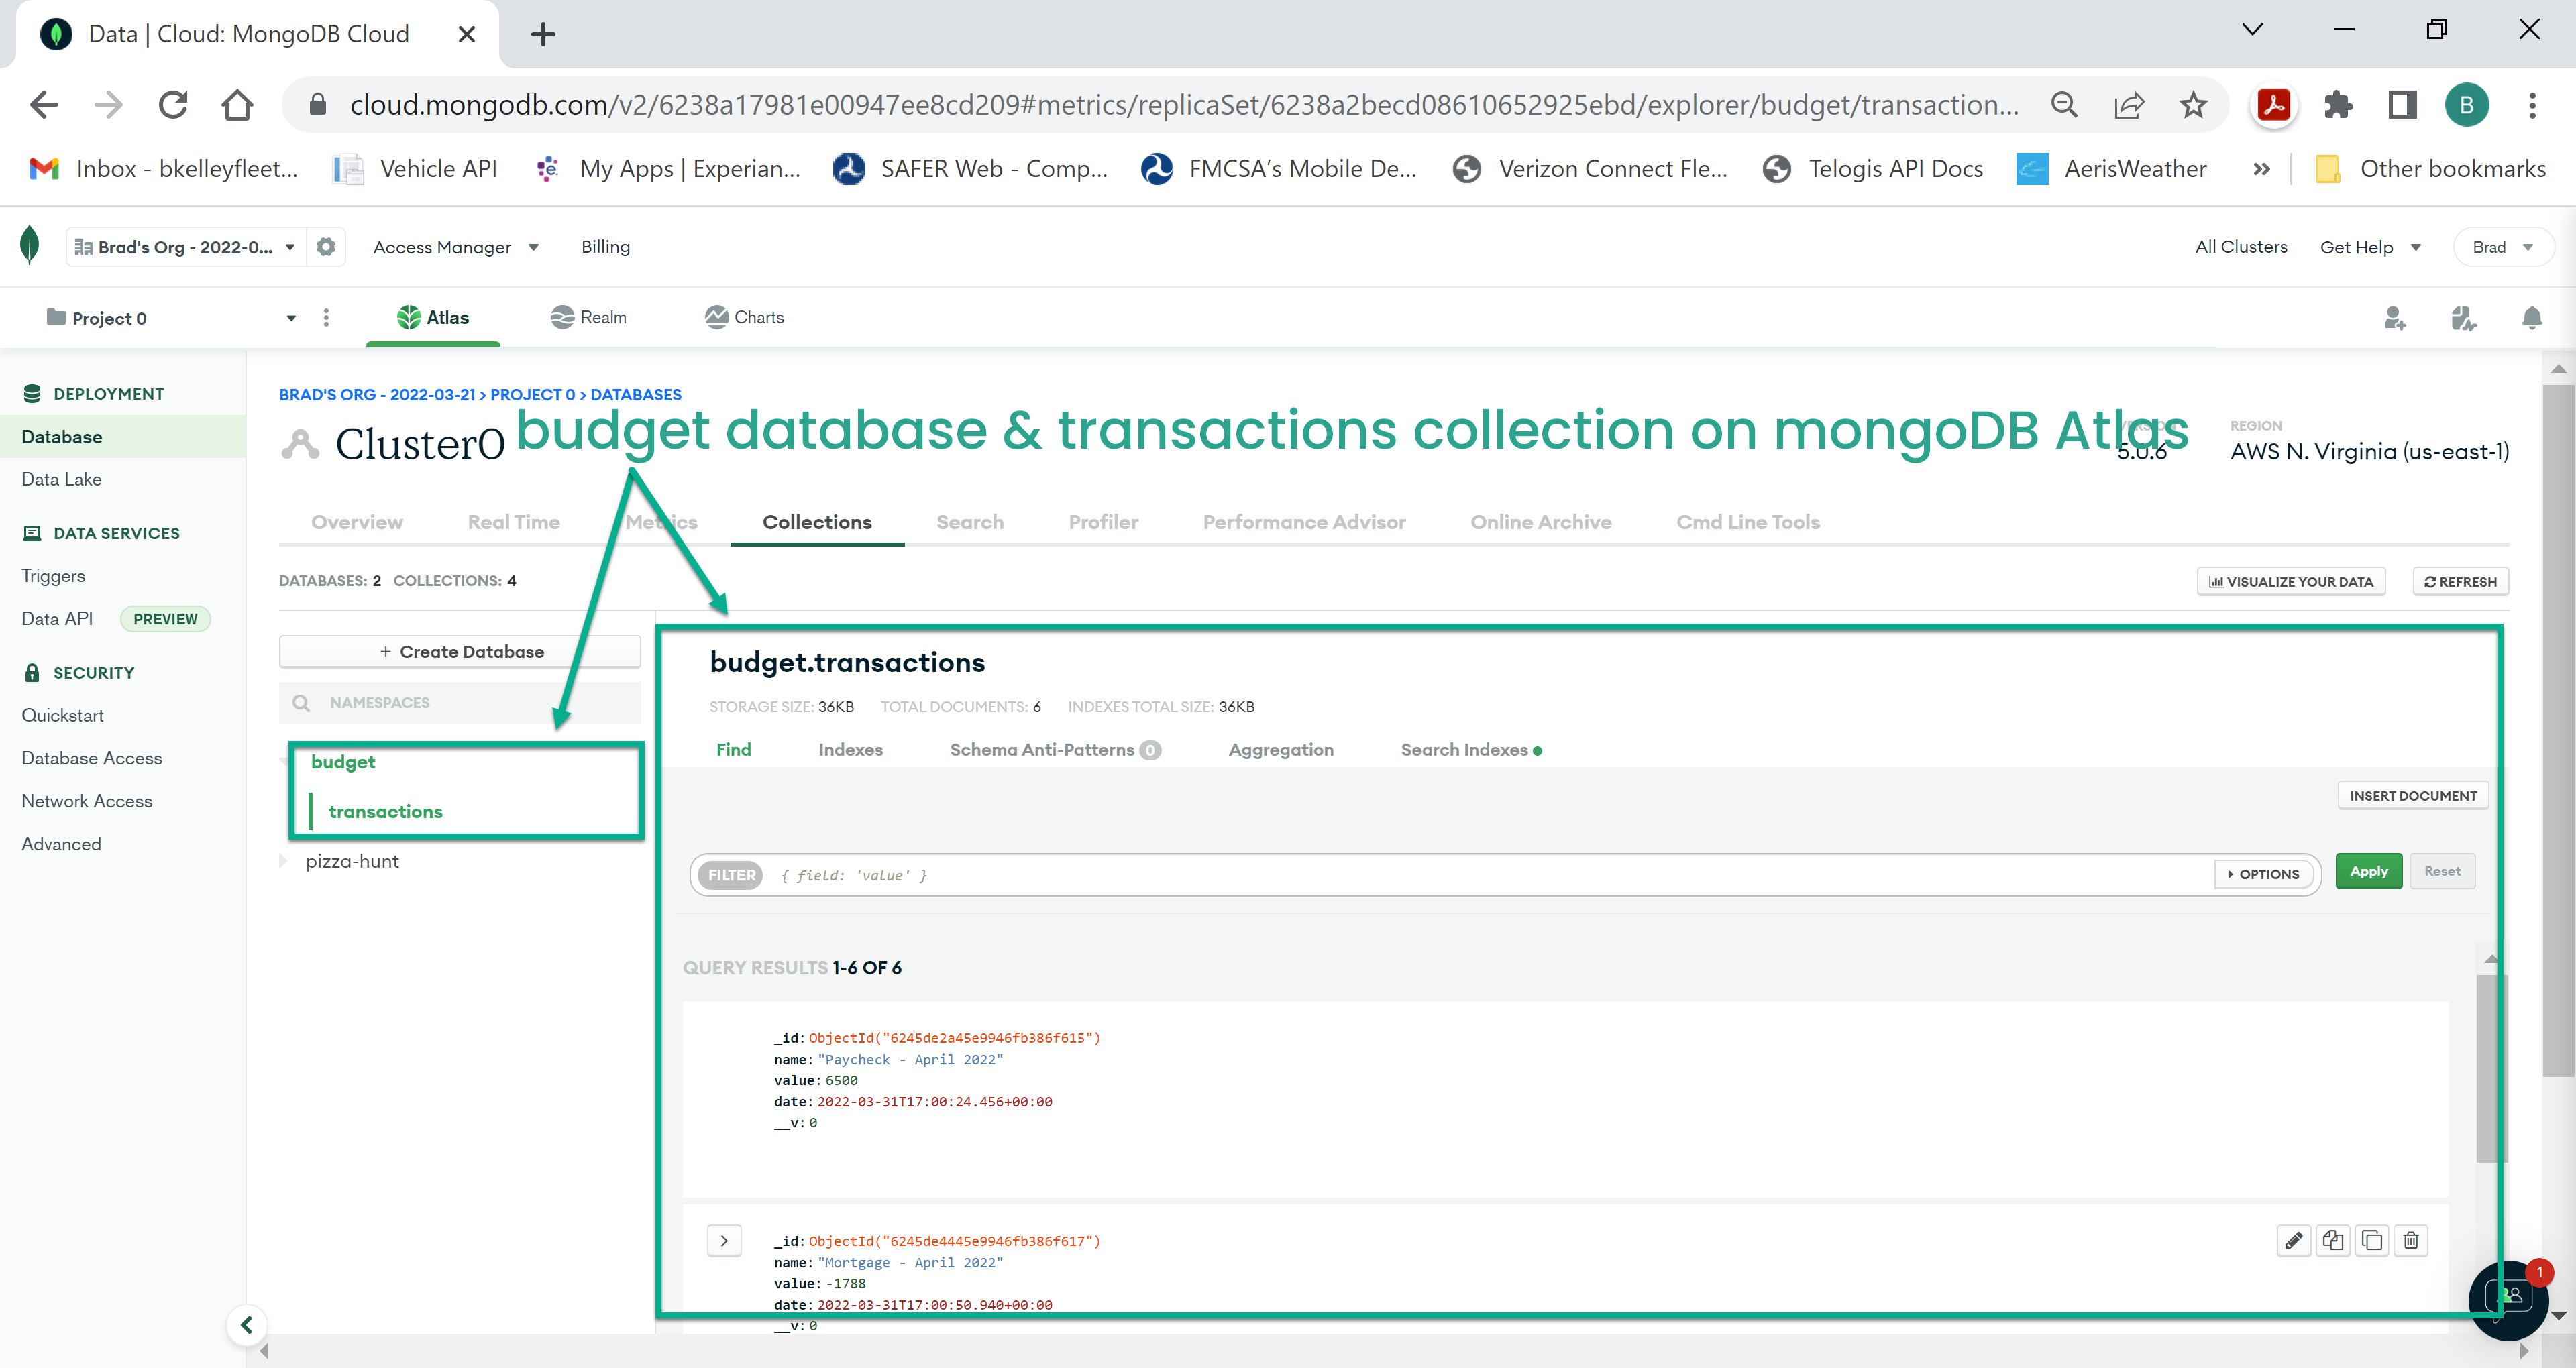 Data | Cloud: MongoDB Cloud
cloud.mongodb.com/v2/6238a17981e00947ee8cd209#metrics/replicaSet/6238a2becd08610652925ebd/explorer/budget/transaction...
B
Inbox - bkelleyfleet... Vehicle API My Apps | Experian... SAFER Web - Comp... FMCSA's Mobile De... Verizon Connect Fle... Telogis API Docs AerisWeather » Other bookmarks
Brad's Org - 2022-0... Access Manager Billing All Clusters Get Help Brad
Project 0 Atlas Realm Charts
DEPLOYMENT
Database
Data Lake
DATA SERVICES
Triggers
Data API PREVIEW
SECURITY
Quickstart
Database Access
Network Access
Advanced
BRAD'S ORG - 2022-03-21 > PROJECT 0 > DATABASES
Cluster0
budget database & transactions collection on mongoDB Atlas
VERSION
5.0.6
REGION
AWS N. Virginia (us-east-1)
Overview Real Time Metrics Collections Search Profiler Performance Advisor Online Archive Cmd Line Tools
DATABASES: 2 COLLECTIONS: 4
VISUALIZE YOUR DATA REFRESH
+ Create Database
NAMESPACES
budget
transactions
pizza-hunt
budget.transactions
STORAGE SIZE: 36KB TOTAL DOCUMENTS: 6 INDEXES TOTAL SIZE: 36KB
Find Indexes Schema Anti-Patterns 0 Aggregation Search Indexes
INSERT DOCUMENT
FILTER { field: 'value' } OPTIONS Apply Reset
QUERY RESULTS 1-6 OF 6
_id: ObjectId("6245de2a45e9946fb386f615")
name: "Paycheck - April 2022"
value: 6500
date: 2022-03-31T17:00:24.456+00:00
__v: 0
_id: ObjectId("6245de4445e9946fb386f617")
name: "Mortgage - April 2022"
value: -1788
date: 2022-03-31T17:00:50.940+00:00
__v: 0
1